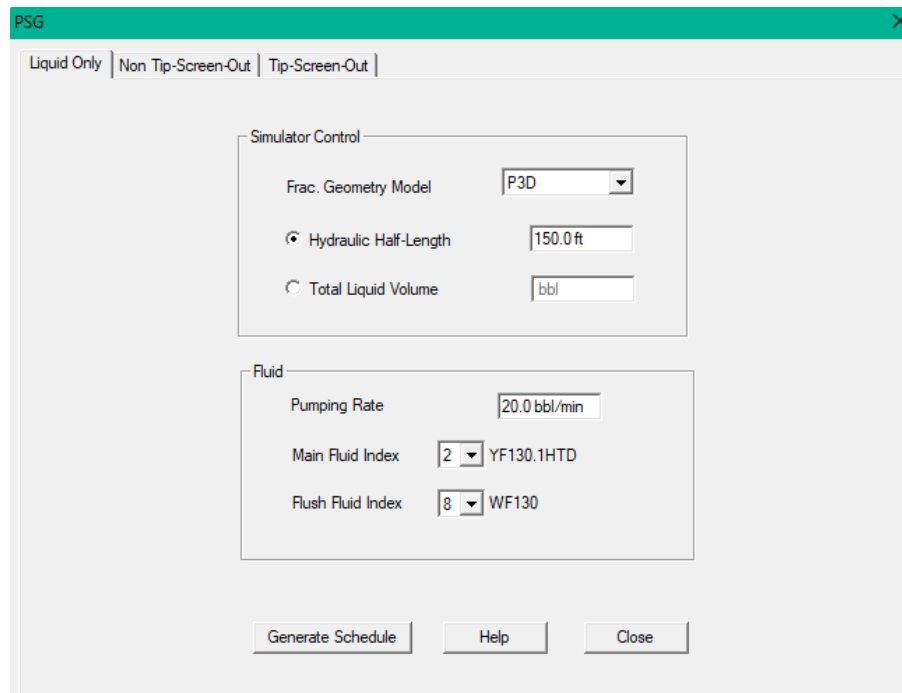 PSG
Liquid Only Non Tip-Screen-Out Tip-Screen-Out
Simulator Control
Frac. Geometry Model P3D
Hydraulic Half-Length 150.0 ft
Total Liquid Volume bbl
Fluid
Pumping Rate 20.0 bbl/min
Main Fluid Index 2 YF130.1HTD
Flush Fluid Index 8 WF130
Generate Schedule Help Close